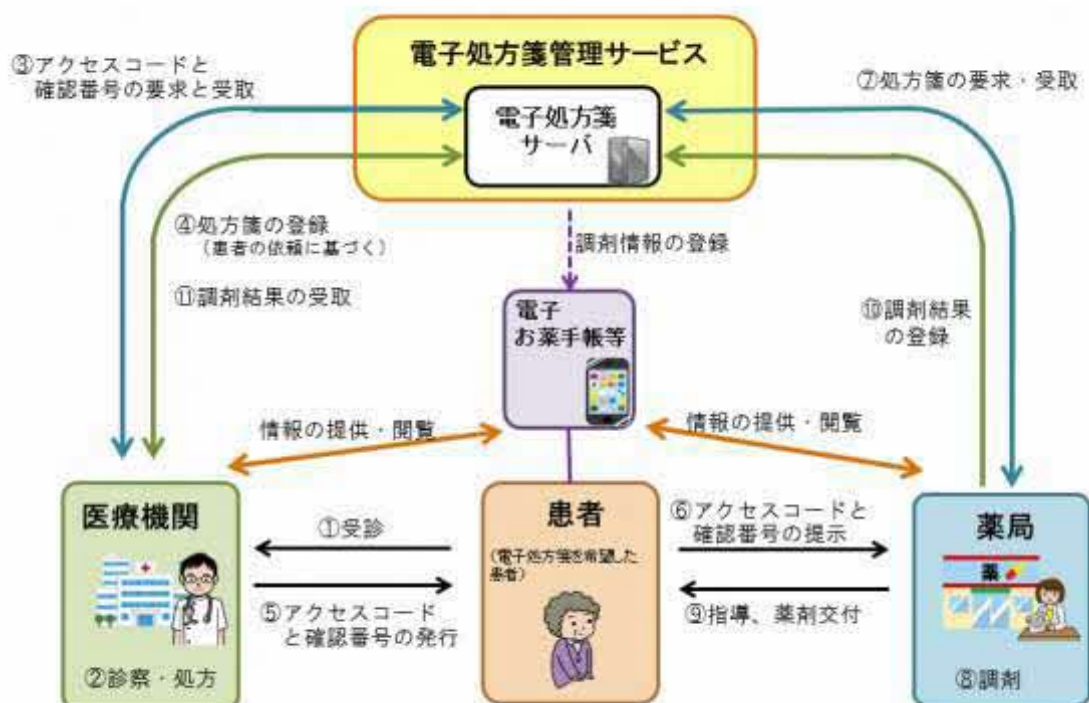 電子処方箋管理サービス
電子処方箋
サーバ
③アクセスコードと
確認番号の要求と受取
⑦処方箋の要求・受取
④処方箋の登録
(患者の依頼に基づく)
⑪調剤結果の受取
調剤情報の登録
電子
お薬手帳等
⑩調剤結果
の登録
情報の提供・閲覧
情報の提供・閲覧
医療機関
①受診
⑤アクセスコード
と確認番号の発行
②診察・処方
患者
(電子処方箋を希望した
患者)
⑥アクセスコードと
確認番号の提示
⑨指導、薬剤交付
薬局
薬
⑧調剤